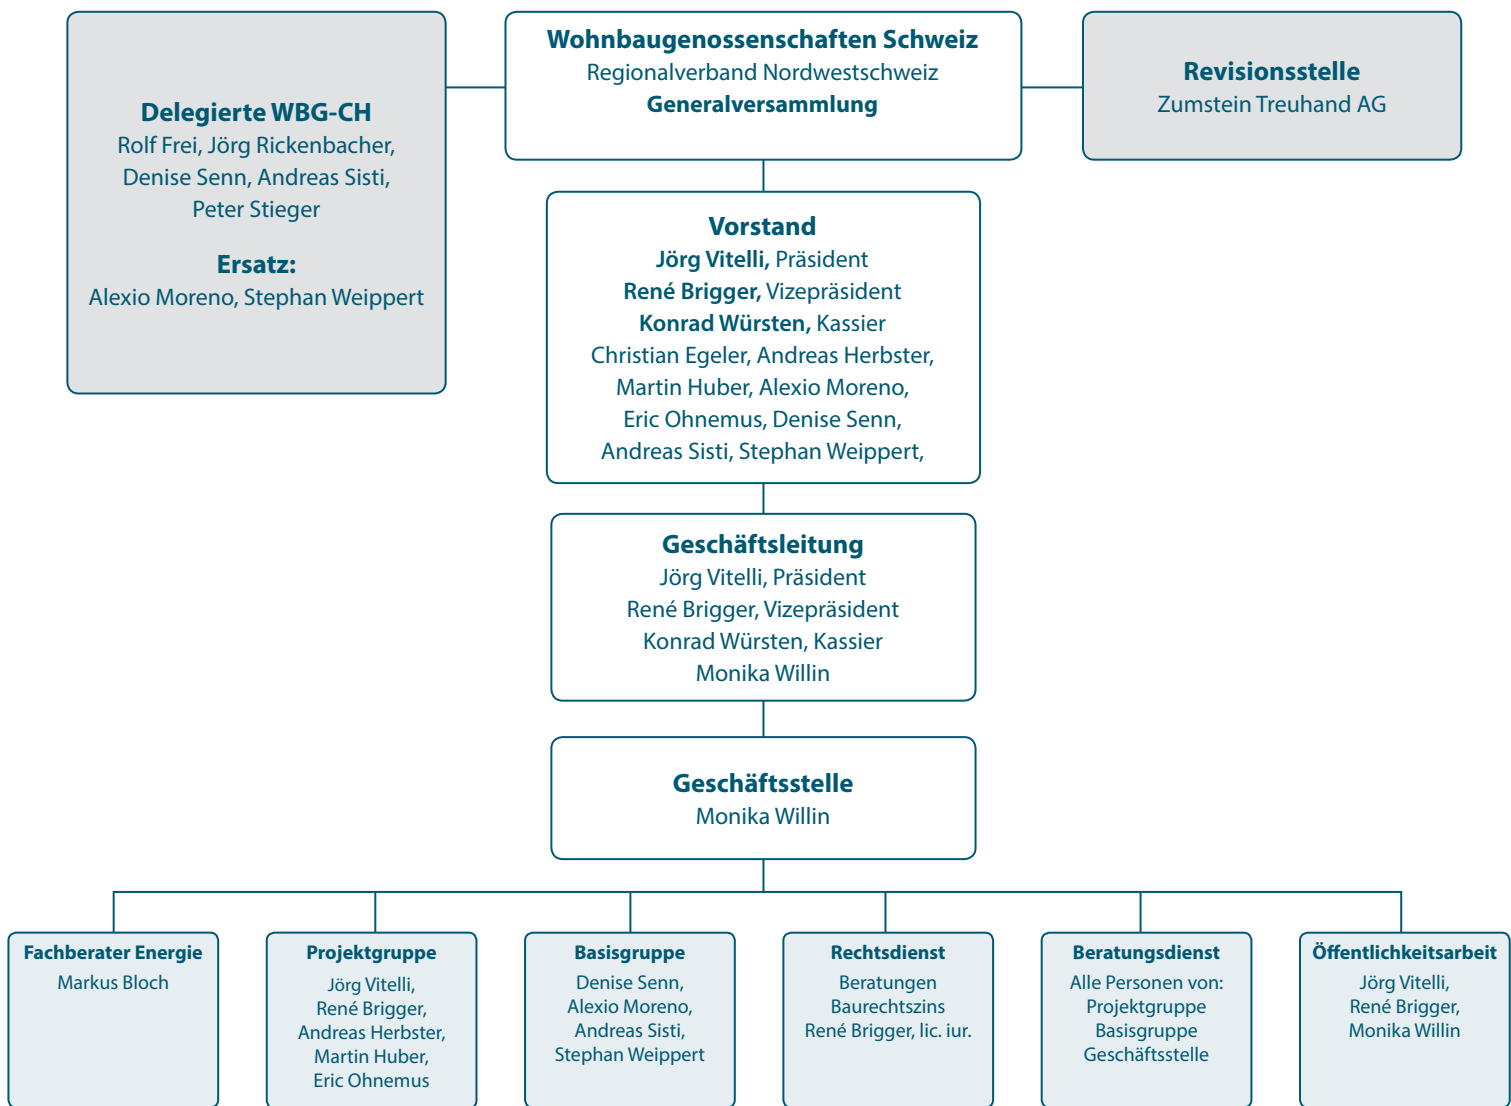 Delegierte WBG-CH
Rolf Frei, Jörg Rickenbacher,
Denise Senn, Andreas Sisti,
Peter Stieger
Ersatz:
Alexio Moreno, Stephan Weippert
Wohnbaugenossenschaften Schweiz
Regionalverband Nordwestschweiz
Generalversammlung
Revisionsstelle
Zumstein Treuhand AG
Vorstand
Jörg Vitelli, Präsident
René Brigger, Vizepräsident
Konrad Würsten, Kassier
Christian Egeler, Andreas Herbster,
Martin Huber, Alexio Moreno,
Eric Ohnemus, Denise Senn,
Andreas Sisti, Stephan Weippert,
Geschäftsleitung
Jörg Vitelli, Präsident
René Brigger, Vizepräsident
Konrad Würsten, Kassier
Monika Willin
Geschäftsstelle
Monika Willin
Fachberater Energie
Markus Bloch
Projektgruppe
Jörg Vitelli,
René Brigger,
Andreas Herbster,
Martin Huber,
Eric Ohnemus
Basisgruppe
Denise Senn,
Alexio Moreno,
Andreas Sisti,
Stephan Weippert
Rechtsdienst
Beratungen
Baurechtszins
René Brigger, lic. iur.
Beratungsdienst
Alle Personen von:
Projektgruppe
Basisgruppe
Geschäftsstelle
Öffentlichkeitsarbeit
Jörg Vitelli,
René Brigger,
Monika Willin